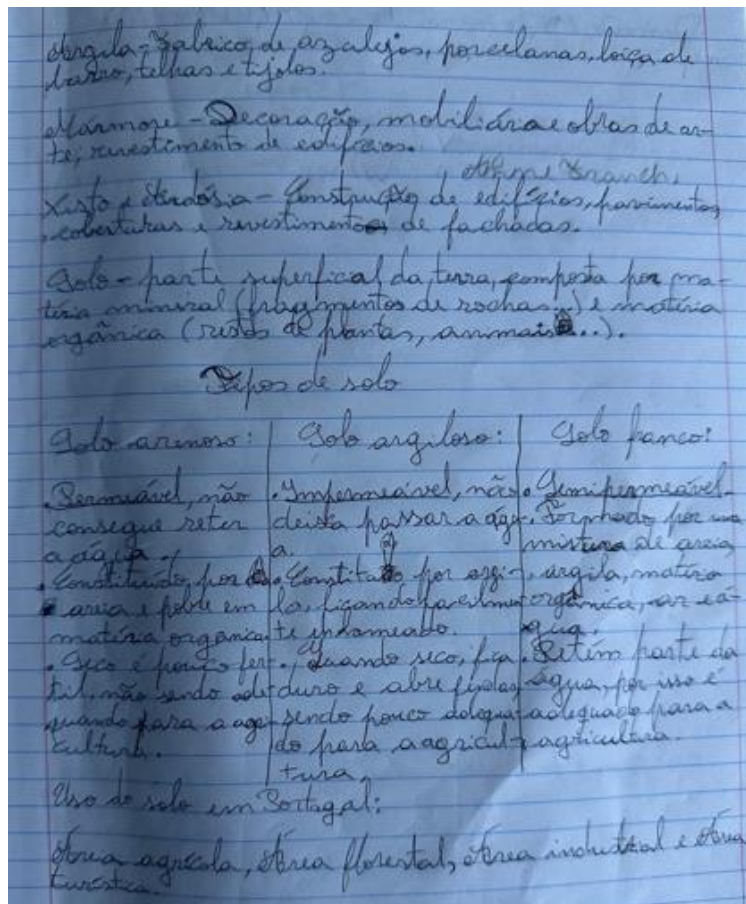 Argila - Fabrico, de azulejos, porcelanas, loiça de
barro, telhas e tijolos.
Mármore - Decoração, mobiliária e obras de ar-
te, revestimento de edifícios.
Xisto e Ardósia - Construção de edifícios, pavimentos,
coberturas e revestimentos de fachadas.
Solo - parte superfical da terra, composta por ma-
téria mineral (fragmentos de rochas...) e matéria
orgânica (restos de plantas, animais...).
Tipos de solo
Solo arenoso: Solo argiloso: Solo franco:
. Permeável, não . Impermeável, não . Semipermeável.
consegue reter deixa passar a águ- . Formado por uma
a água. a. mistura de areia,
. Constituído, por . Constituído por argi- argila, matéria
areia e pobre em la, ficando facilmen- orgânica, ar e á-
matéria orgânica te enlameado. gua.
. Seco é pouco fer- . Quando seco, fica . Retém parte da
til, não sendo ade- duro e abre fendas água, por isso é
quando para a agri- sendo pouco adequa- adequado para a
cultura. do para a agricul- agricultura.
tura.
Uso do solo em Portugal:
Área agrícola, Área florestal, Área industrial e Área
turística.